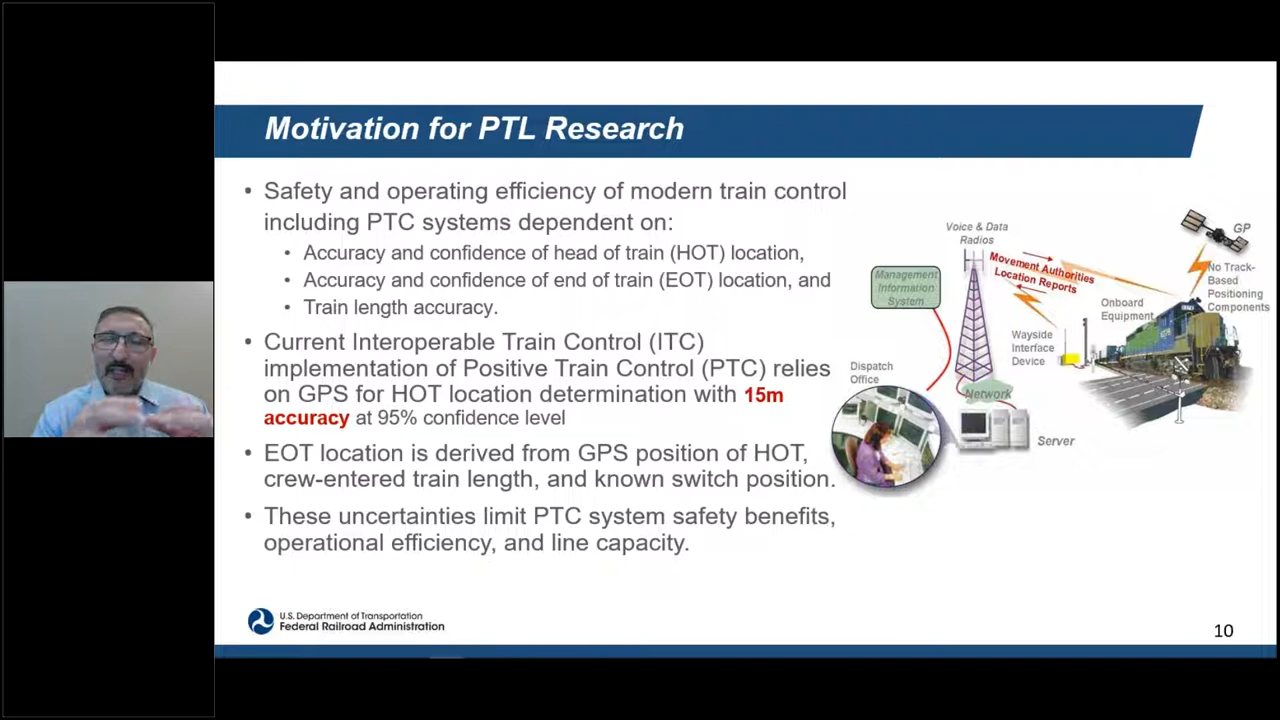 Motivation for PTL Research
• Safety and operating efficiency of modern train control
including PTC systems dependent on:
• Accuracy and confidence of head of train (HOT) location,
• Accuracy and confidence of end of train (EOT) location, and
• Train length accuracy.
• Current Interoperable Train Control (ITC)
implementation of Positive Train Control (PTC) relies
on GPS for HOT location determination with 15m
accuracy at 95% confidence level
• EOT location is derived from GPS position of HOT,
crew-entered train length, and known switch position.
• These uncertainties limit PTC system safety benefits,
operational efficiency, and line capacity.
Voice & Data
Radios
GP
Movement Authorities
Location Reports
Management
Information
System
No Track-
Based
Positioning
Components
Onboard
Equipment
Wayside
Interface
Device
Dispatch
Office
Network
Server
U.S. Department of Transportation
Federal Railroad Administration
10